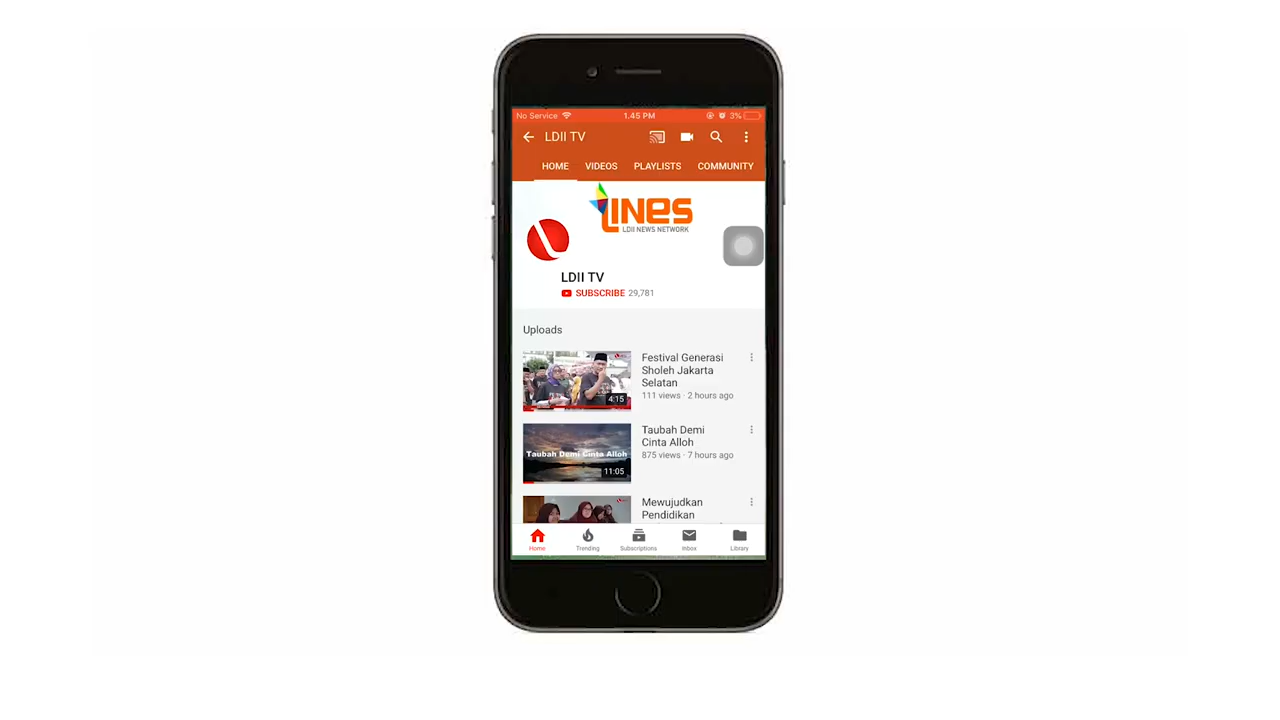 No Service 1.45 PM 3%
LDII TV
HOME VIDEOS PLAYLISTS COMMUNITY
LINES
LDII NEWS NETWORK
LDII TV
SUBSCRIBE 29,781
Uploads
Festival Generasi
Sholeh Jakarta
Selatan
111 views · 2 hours ago
4:15
Taubah Demi
Cinta Alloh
875 views · 7 hours ago
Taubah Demi Cinta Alloh
11:05
Mewujudkan
Pendidikan
Home Trending Subscriptions Inbox Library